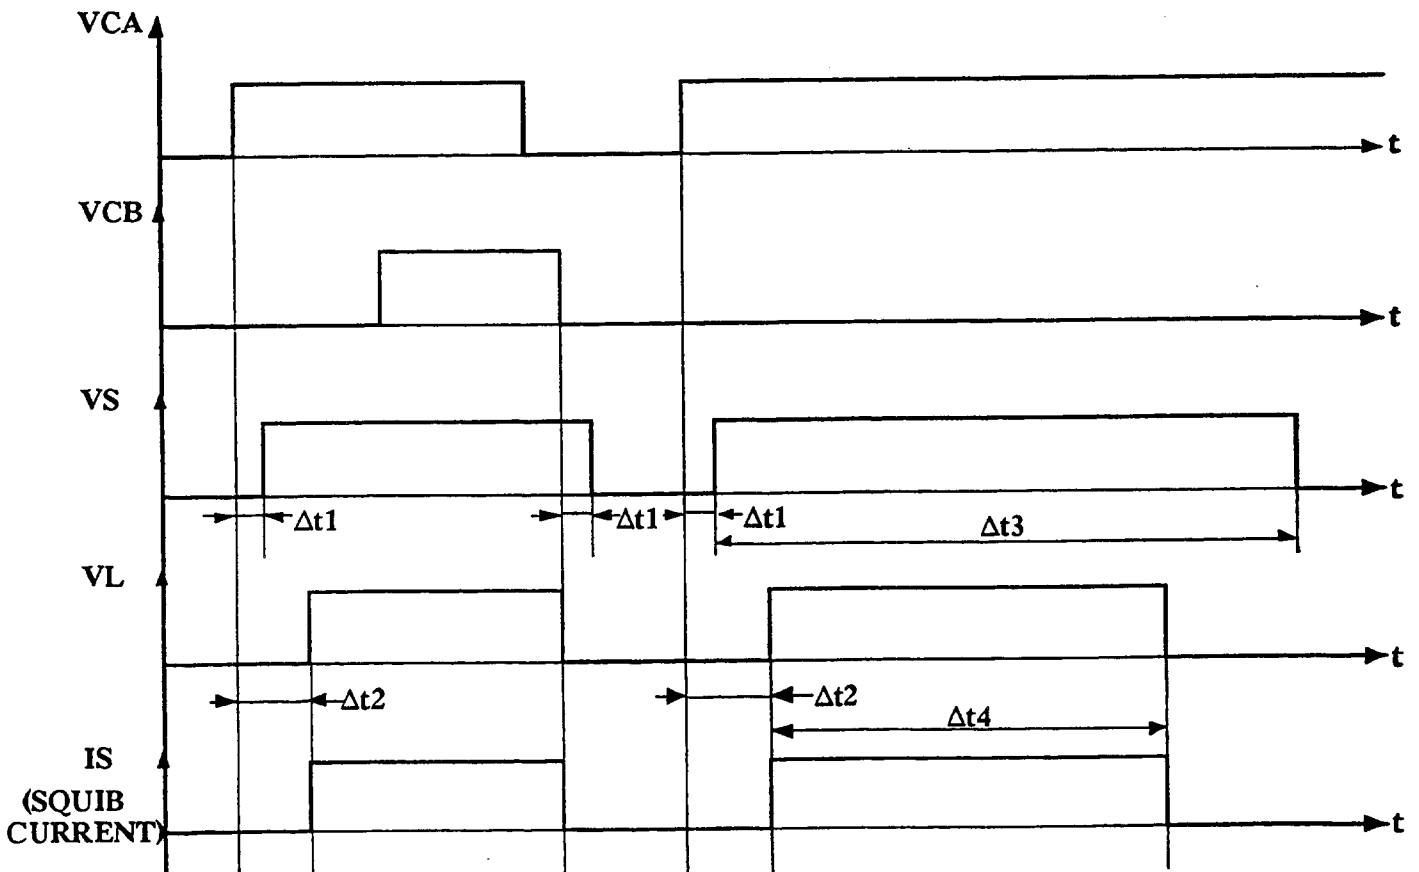 VCA
t
VCB
t
VS
t
Δt1
Δt1
Δt1
Δt3
VL
t
Δt2
Δt2
Δt4
IS
(SQUIB
CURRENT)
t